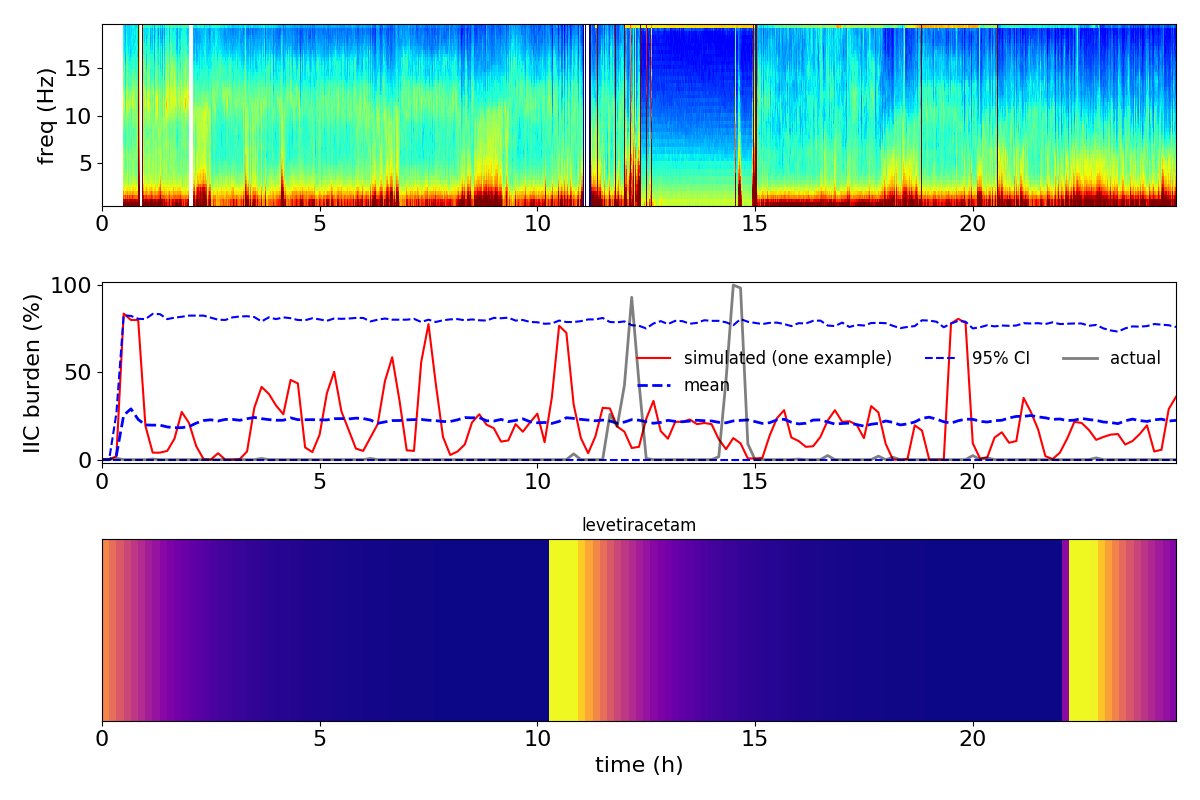 freq (Hz)
15
10
5
0 5 10 15 20
IIC burden (%)
100
50
0
simulated (one example) 95% CI actual
mean
0 5 10 15 20
levetiracetam
0 5 10 15 20
time (h)